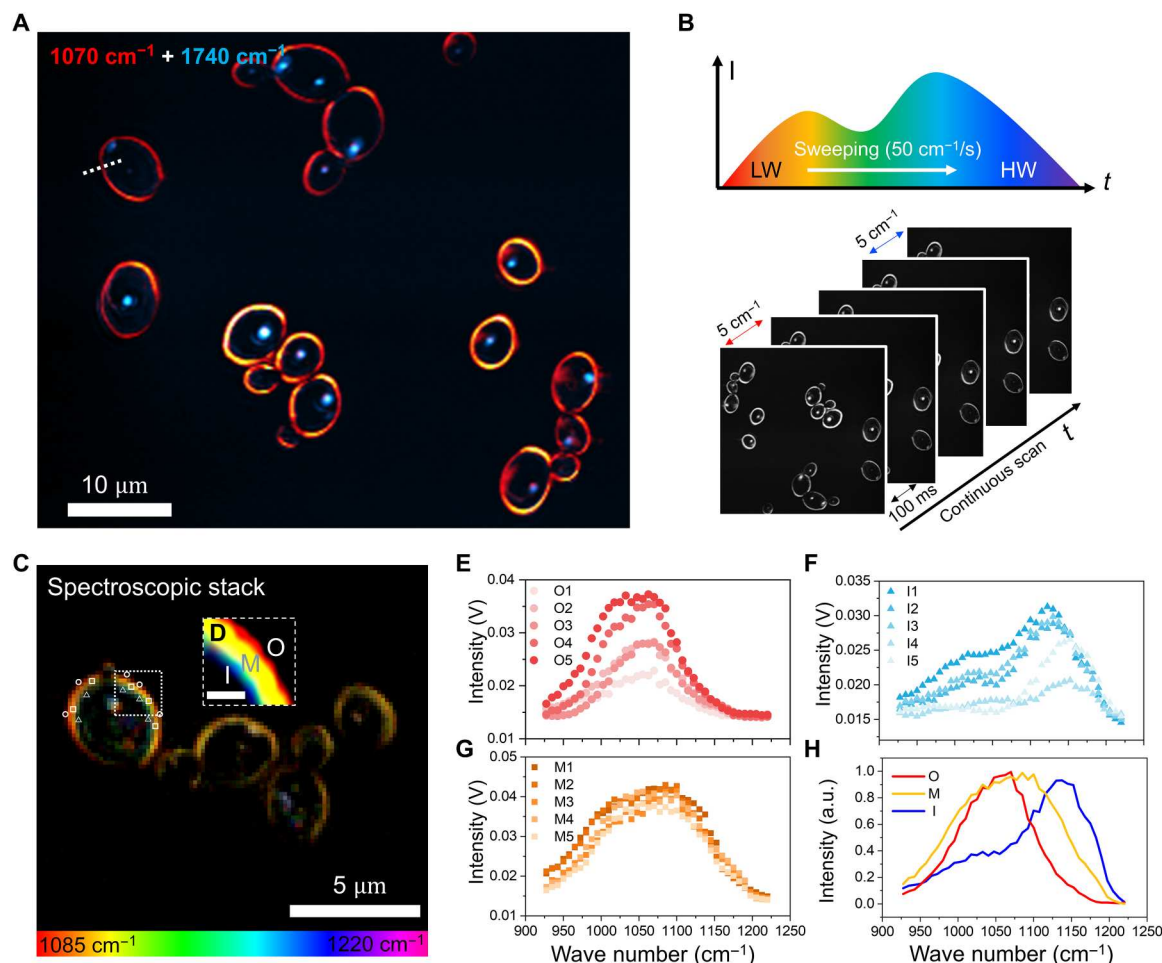 A
1070 cm⁻¹ + 1740 cm⁻¹
10 μm
B
I
Sweeping (50 cm⁻¹/s)
LW
HW
t
5 cm⁻¹
5 cm⁻¹
100 ms
Continuous scan
t
C
Spectroscopic stack
D
O
M
I
5 μm
1085 cm⁻¹
1220 cm⁻¹
E
0.04
0.03
0.02
0.01
Intensity (V)
O1
O2
O3
O4
O5
F
0.035
0.030
0.025
0.020
0.015
Intensity (V)
I1
I2
I3
I4
I5
G
0.05
0.04
0.03
0.02
0.01
Intensity (V)
M1
M2
M3
M4
M5
900 950 1000 1050 1100 1150 1200 1250
Wave number (cm⁻¹)
H
1.0
0.8
0.6
0.4
0.2
0.0
Intensity (a.u.)
O
M
I
900 950 1000 1050 1100 1150 1200 1250
Wave number (cm⁻¹)